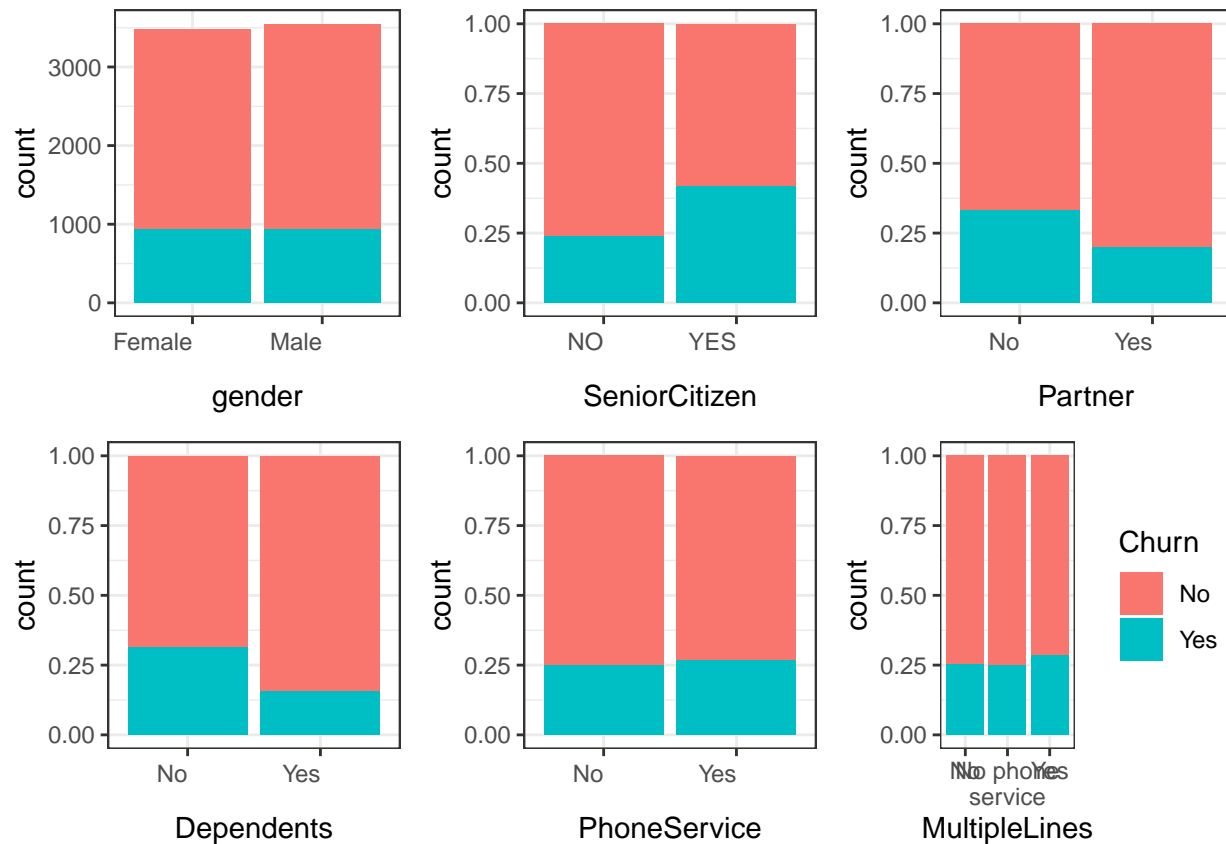 count
3000
2000
1000
0
Female Male
gender
count
1.00
0.75
0.50
0.25
0.00
NO YES
SeniorCitizen
count
1.00
0.75
0.50
0.25
0.00
No Yes
Partner
count
1.00
0.75
0.50
0.25
0.00
No Yes
Dependents
count
1.00
0.75
0.50
0.25
0.00
No Yes
PhoneService
count
1.00
0.75
0.50
0.25
0.00
No No phone Yes
service
MultipleLines
Churn
No
Yes